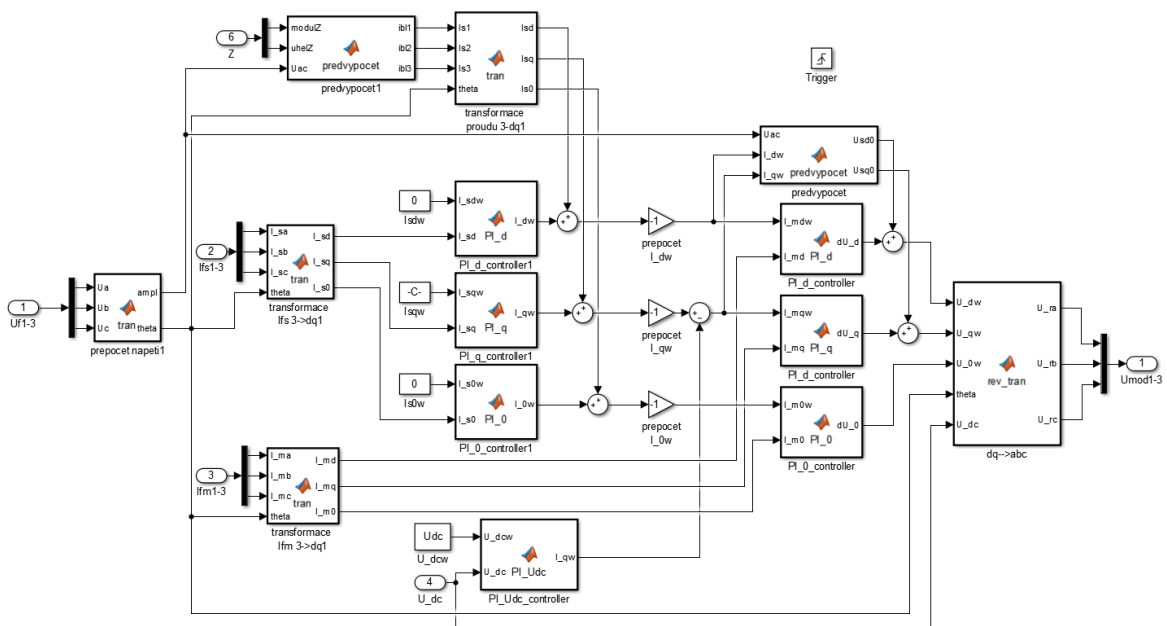 6
Z
modulZ
uhelZ
Uac
predvypocet
ibl1
ibl2
ibl3
predvypocet1
Is1
Is2
Is3
theta
tran
Isd
Isq
Is0
transformace
proudu 3-dq1
Trigger
Uac
I_dw
I_qw
predvypocet
Usd0
Usq0
predvypocet
0
Isdw
I_sdw
I_sd
PI_d
I_dw
PI_d_controller1
-1
prepocet
I_dw
I_mdw
I_md
PI_d
dU_d
PI_d_controller
2
Ifs1-3
I_sa
I_sb
I_sc
theta
tran
I_sd
I_sq
I_s0
transformace
Ifs 3->dq1
1
Uf1-3
Ua
Ub
Uc
tran
ampl
theta
prepocet napeti1
-C-
Isqw
I_sqw
I_sq
PI_q
I_qw
PI_q_controller1
-1
prepocet
I_qw
I_mqw
I_mq
PI_q
dU_q
PI_d_controller
0
Is0w
I_s0w
I_s0
PI_0
I_0w
PI_0_controller1
-1
prepocet
I_0w
I_m0w
I_m0
PI_0
dU_0
PI_0_controller
U_dw
U_qw
U_0w
theta
U_dc
rev_tran
U_ra
U_rb
U_rc
dq-->abc
1
Umod1-3
3
Ifm1-3
I_ma
I_mb
I_mc
theta
tran
I_md
I_mq
I_m0
transformace
Ifm 3->dq1
Udc
U_dcw
4
U_dc
U_dcw
U_dc
PI_Udc
I_qw
PI_Udc_controller